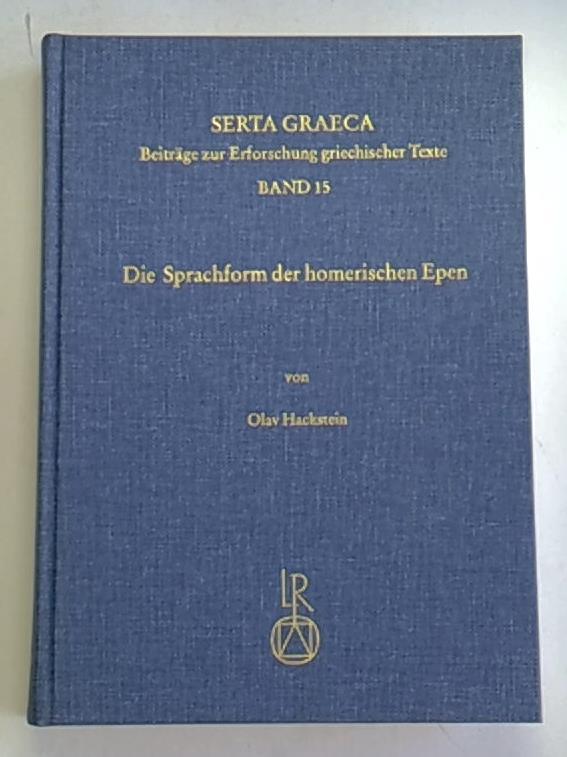 SERTA GRAECA
Beiträge zur Erforschung griechischer Texte
BAND 15
Die Sprachform der homerischen Epen
von
Olav Hackstein
LR